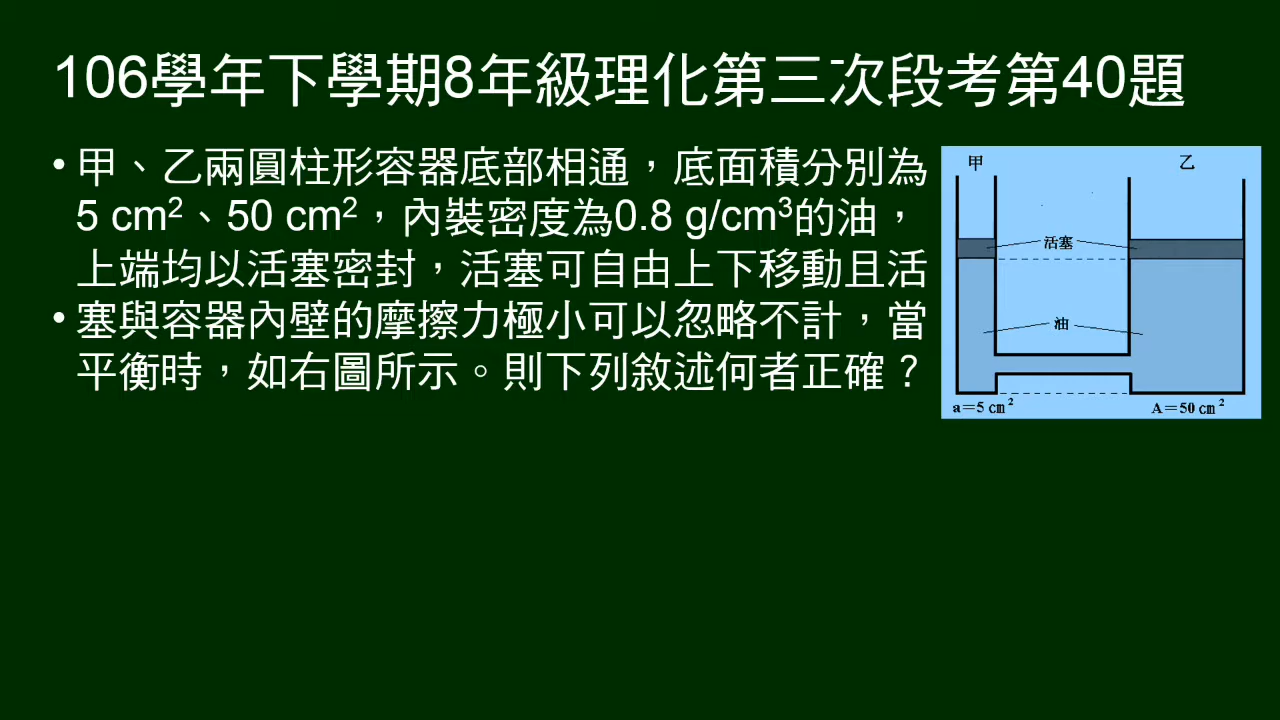 106學年下學期8年級理化第三次段考第40題
• 甲、乙兩圓柱形容器底部相通，底面積分別為
5 cm²、50 cm²，內裝密度為0.8 g/cm³的油，
上端均以活塞密封，活塞可自由上下移動且活
• 塞與容器內壁的摩擦力極小可以忽略不計，當
平衡時，如右圖所示。則下列敘述何者正確？
甲 乙
活塞
油
a＝5 cm² A＝50 cm²